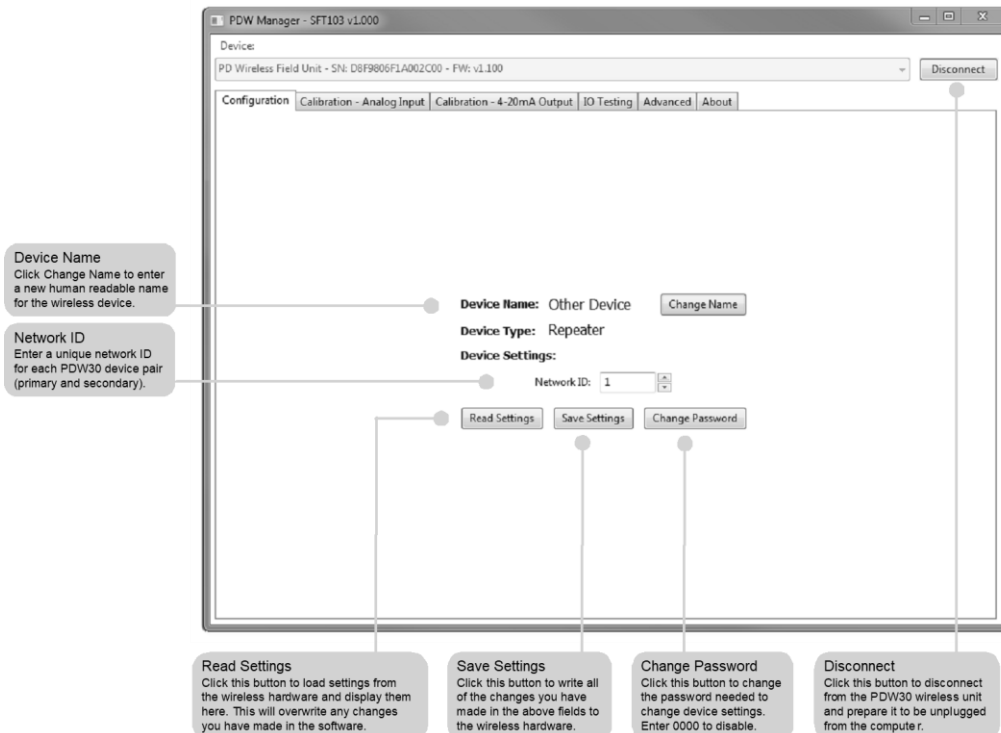 PDW Manager - SFT103 v1.000
Device:
PD Wireless Field Unit - SN: D8F9806F1A002C00 - FW: v1.100
Disconnect
Configuration
Calibration - Analog Input
Calibration - 4-20mA Output
IO Testing
Advanced
About
Device Name
Click Change Name to enter
a new human readable name
for the wireless device.
Device Name: Other Device
Change Name
Device Type: Repeater
Network ID
Enter a unique network ID
for each PDW30 device pair
(primary and secondary).
Device Settings:
Network ID: 1
Read Settings
Save Settings
Change Password
Read Settings
Click this button to load settings from
the wireless hardware and display them
here. This will overwrite any changes
you have made in the software.
Save Settings
Click this button to write all
of the changes you have
made in the above fields to
the wireless hardware.
Change Password
Click this button to change
the password needed to
change device settings.
Enter 0000 to disable.
Disconnect
Click this button to disconnect
from the PDW30 wireless unit
and prepare it to be unplugged
from the computer.